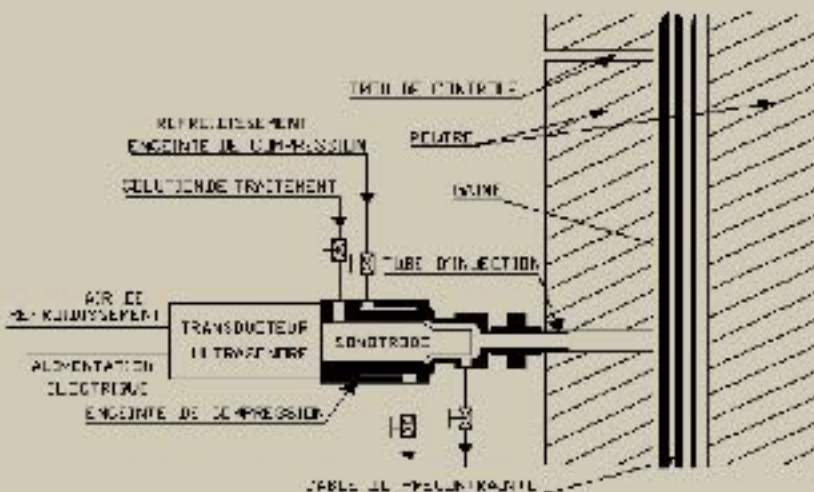 TROU DE CONTROLE
POUTRE
REFROIDISSEMENT
ENCEINTE DE COMPRESSION
SOLUTION DE TRAITEMENT
GAINE
TUBE D'INJECTION
AIR DE
REFROIDISSEMENT
TRANSDUCTEUR
ULTRASONORE
SONOTRODE
ALIMENTATION
ELECTRIQUE
ENCEINTE DE COMPRESSION
CABLE DE PRECONTRAINTE